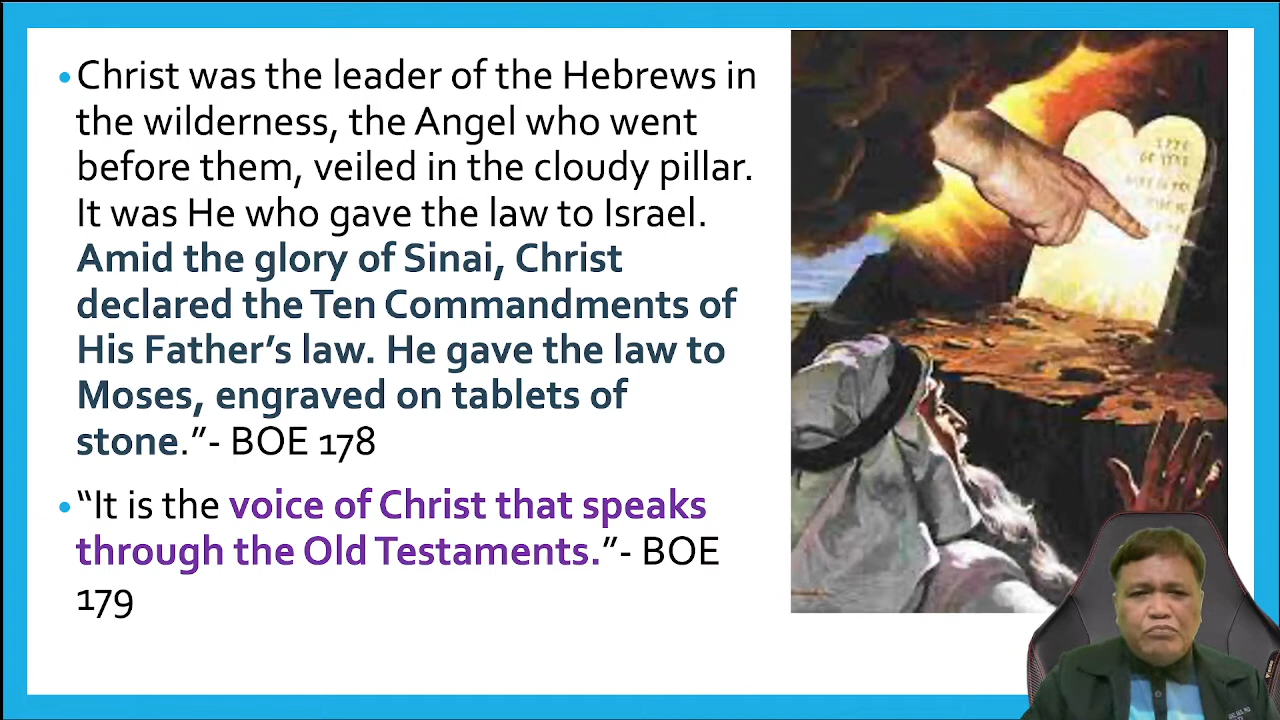 •Christ was the leader of the Hebrews in
the wilderness, the Angel who went
before them, veiled in the cloudy pillar.
It was He who gave the law to Israel.
Amid the glory of Sinai, Christ
declared the Ten Commandments of
His Father’s law. He gave the law to
Moses, engraved on tablets of
stone.”- BOE 178
•“It is the voice of Christ that speaks
through the Old Testaments.”- BOE
179